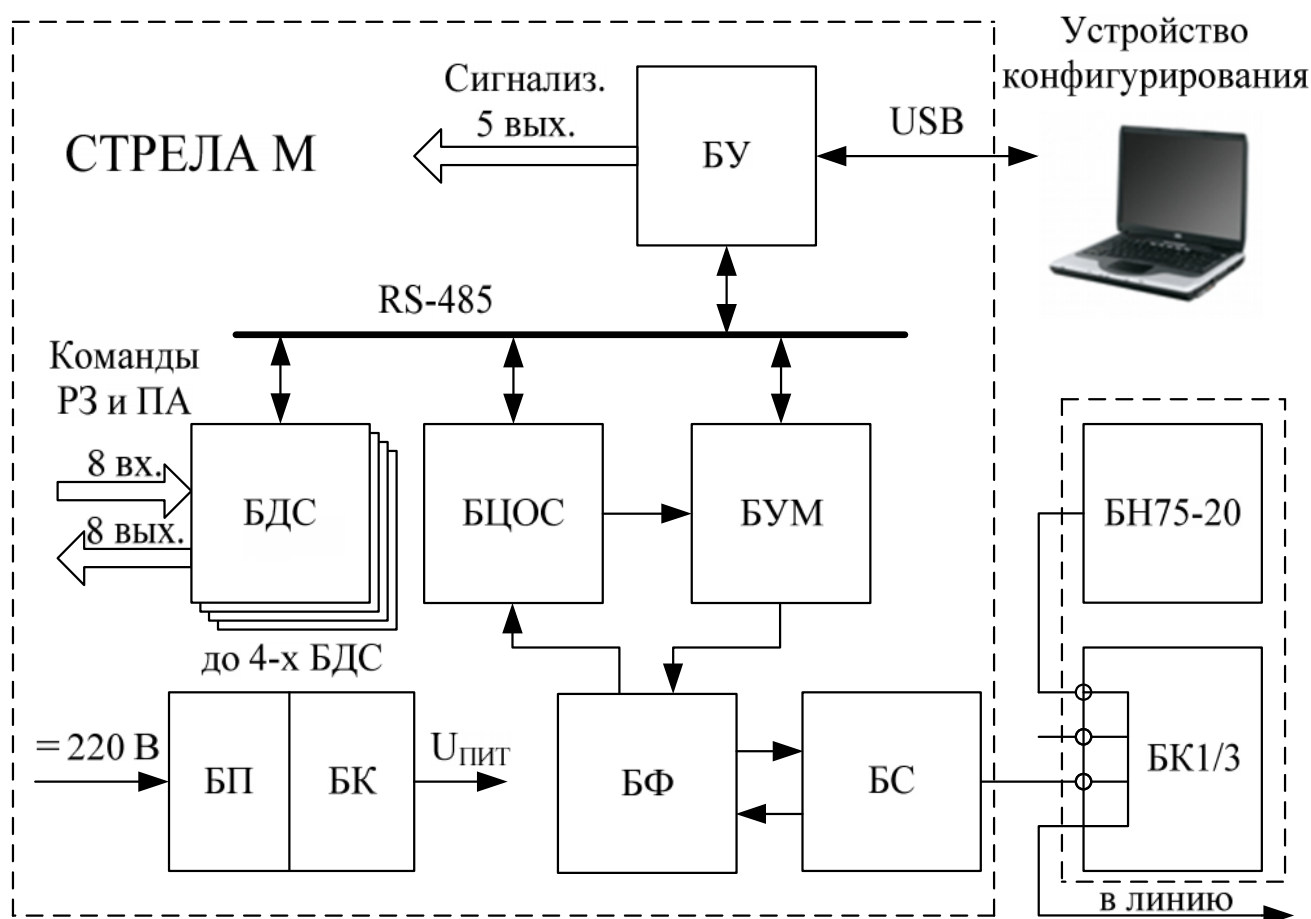 Устройство
конфигурирования
Сигнализ.
5 вых.
USB
СТРЕЛА М
БУ
RS-485
Команды
РЗ и ПА
8 вх.
8 вых.
БДС
БЦОС
БУМ
БН75-20
до 4-х БДС
= 220 В
БП
БК
UПИТ
БФ
БС
БК1/3
в линию